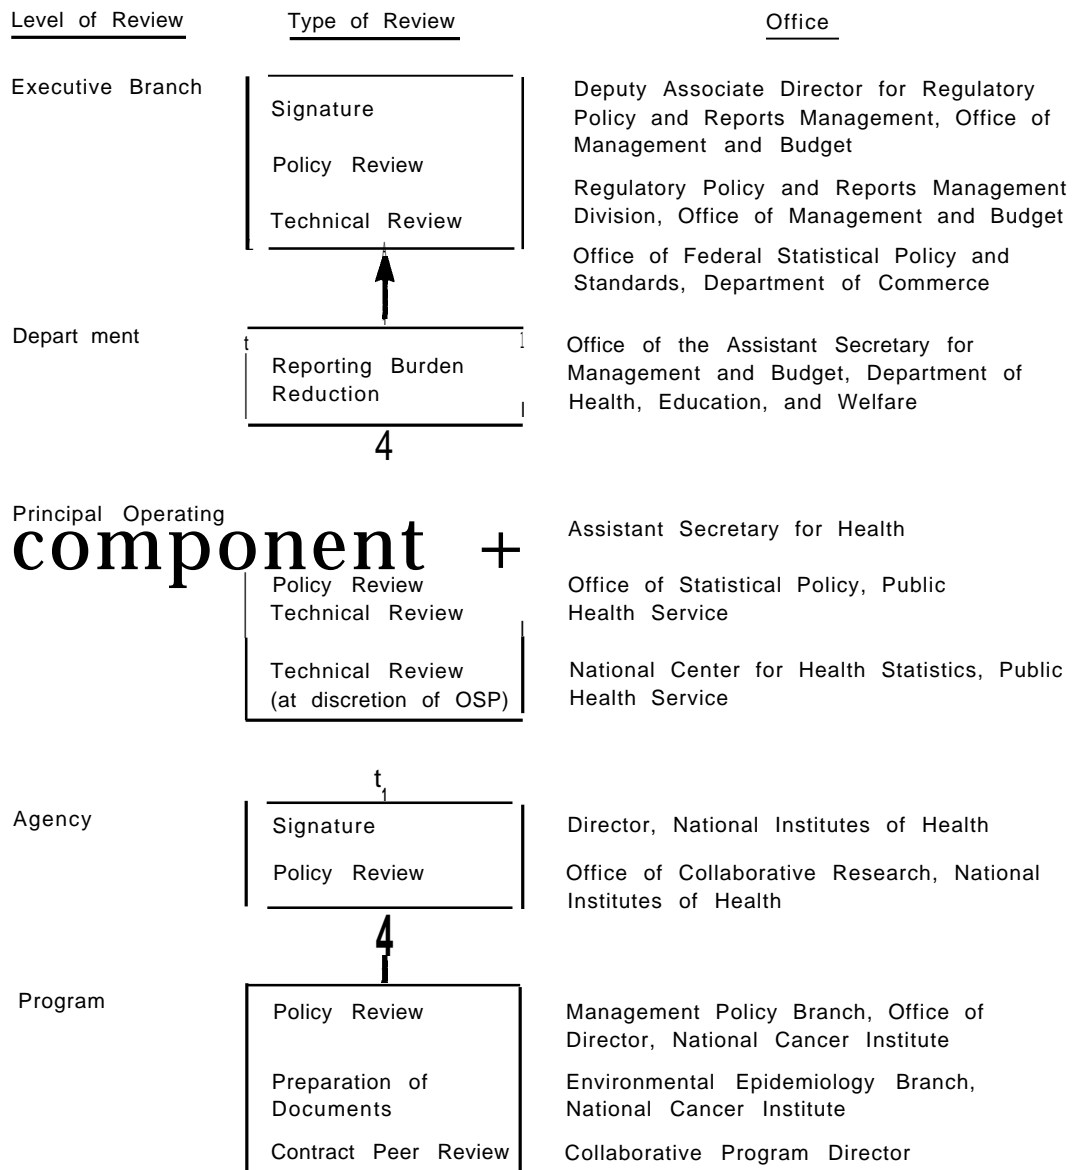 Level of Review Type of Review Office
Executive Branch
Signature
Policy Review
Technical Review
Deputy Associate Director for Regulatory
Policy and Reports Management, Office of
Management and Budget
Regulatory Policy and Reports Management
Division, Office of Management and Budget
Office of Federal Statistical Policy and
Standards, Department of Commerce
Depart ment
t
Reporting Burden
Reduction
Office of the Assistant Secretary for
Management and Budget, Department of
Health, Education, and Welfare
4
Principal Operating
component +
Policy Review
Technical Review
Technical Review
(at discretion of OSP)
Assistant Secretary for Health
Office of Statistical Policy, Public
Health Service
National Center for Health Statistics, Public
Health Service
t
1
Agency
Signature
Policy Review
Director, National Institutes of Health
Office of Collaborative Research, National
Institutes of Health
4
Program
Policy Review
Preparation of
Documents
Contract Peer Review
Management Policy Branch, Office of
Director, National Cancer Institute
Environmental Epidemiology Branch,
National Cancer Institute
Collaborative Program Director